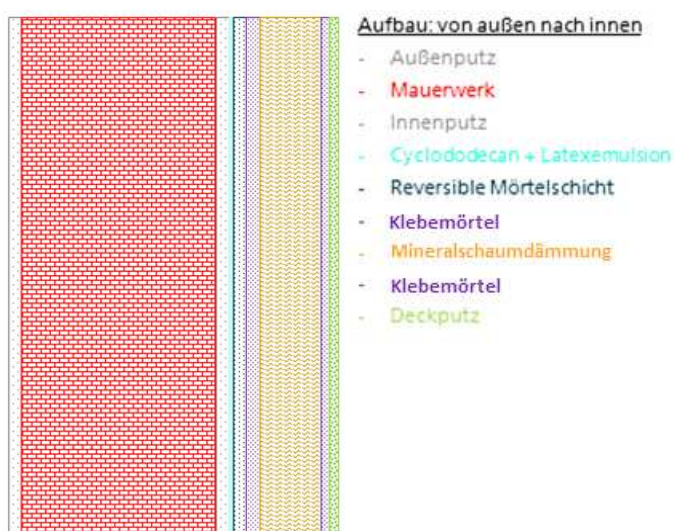 Aufbau: von außen nach innen
- Außenputz
- Mauerwerk
- Innenputz
- Cyclododecan + Latexemulsion
- Reversible Mörtelschicht
- Klebemörtel
- Mineralschaumdämmung
- Klebemörtel
- Deckputz